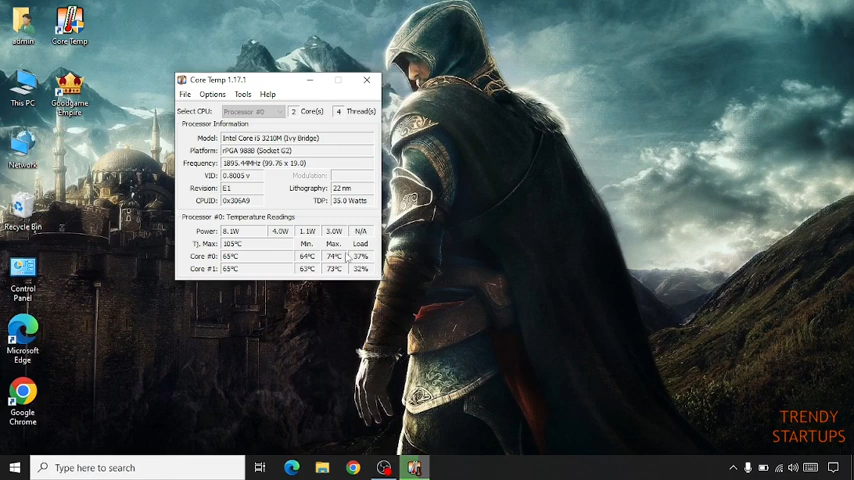 admin
Core Temp
This PC
Goodgame
Empire
Network
Recycle Bin
Control
Panel
Microsoft
Edge
Google
Chrome
Core Temp 1.17.1
File Options Tools Help
Select CPU: Processor #0 2 Core(s) 4 Thread(s)
Processor Information
Model: Intel Core i5 3210M (Ivy Bridge)
Platform: rPGA 988B (Socket G2)
Frequency: 1895.44MHz (99.76 x 19.0)
VID: 0.8005 v Modulation:
Revision: E1 Lithography: 22 nm
CPUID: 0x306A9 TDP: 35.0 Watts
Processor #0: Temperature Readings
Power: 8.1W 4.0W 1.1W 3.0W N/A
Tj. Max: 105°C Min. Max. Load
Core #0: 65°C 64°C 74°C 37%
Core #1: 65°C 63°C 73°C 32%
TRENDY
STARTUPS
Type here to search